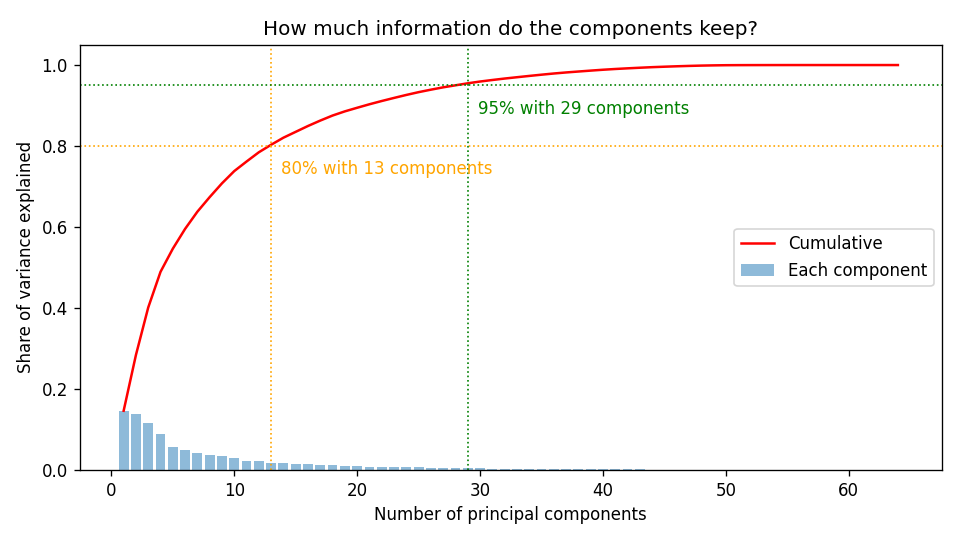 How much information do the components keep?
Share of variance explained
1.0
0.8
0.6
0.4
0.2
0.0
95% with 29 components
80% with 13 components
Cumulative
Each component
0 10 20 30 40 50 60
Number of principal components